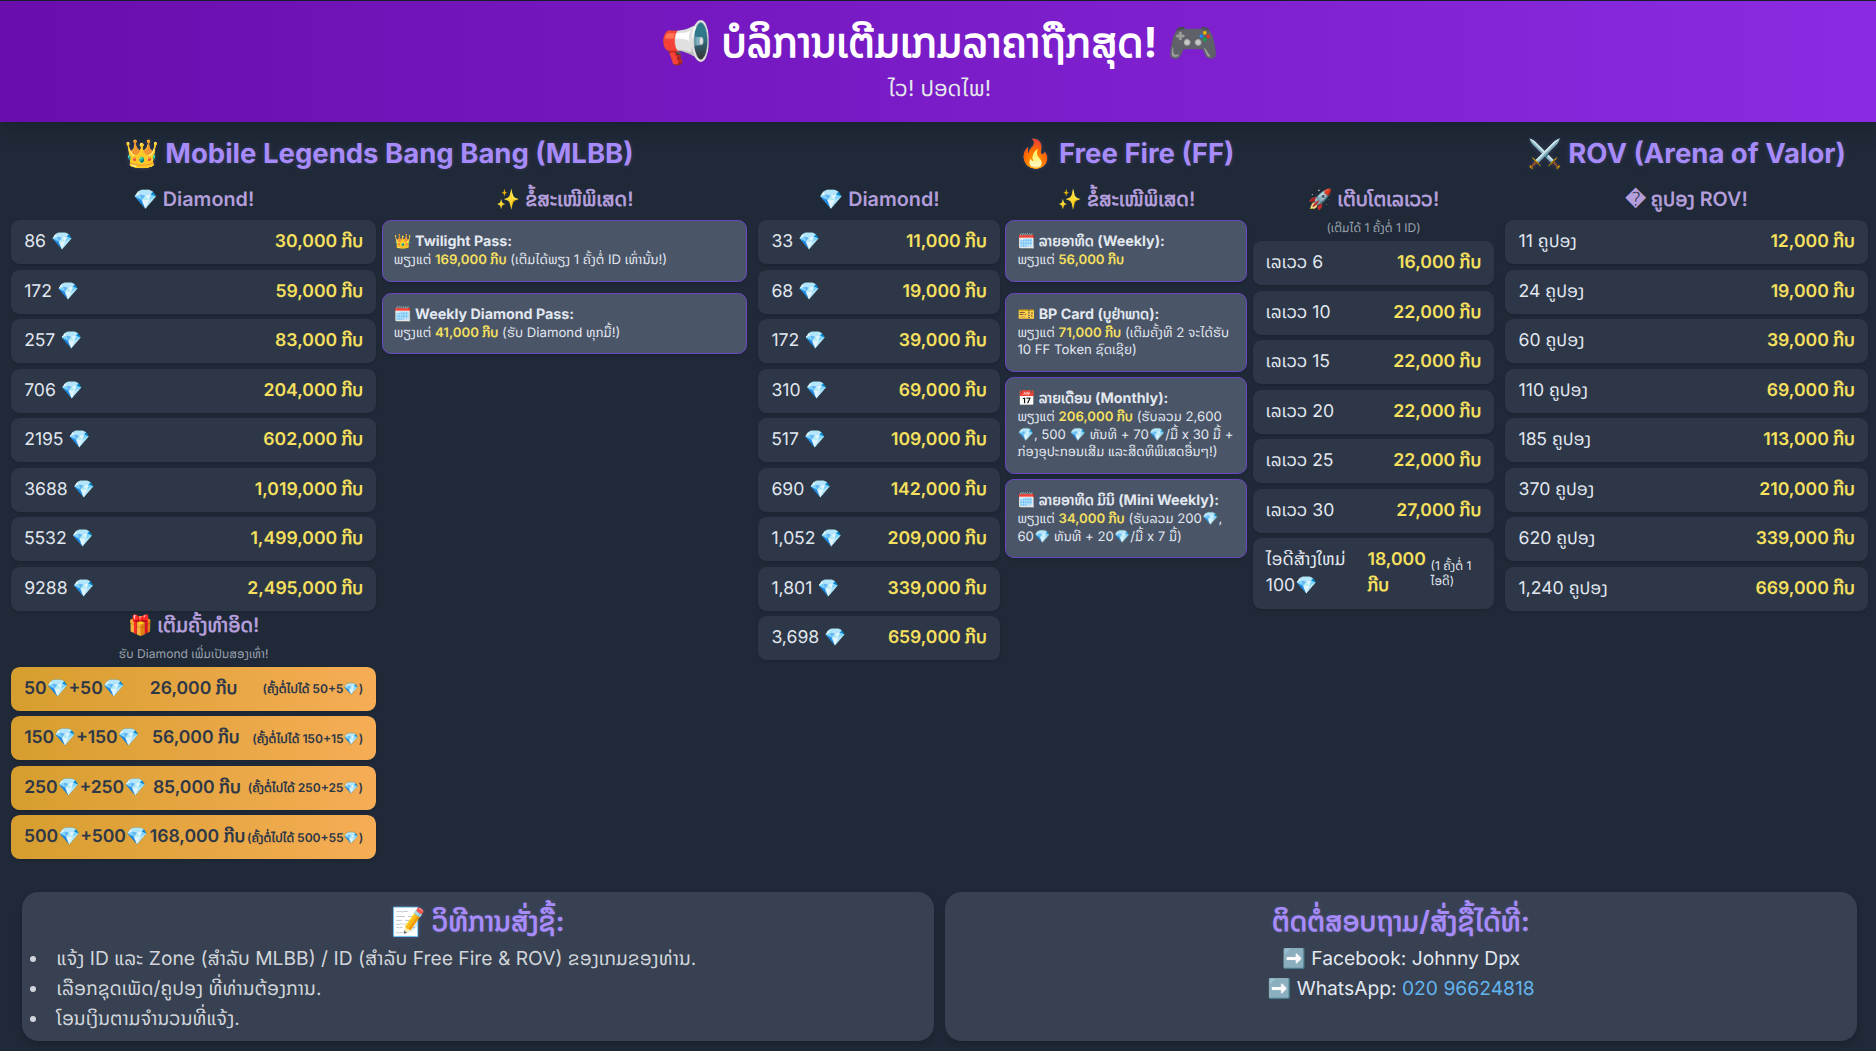 📢 ບໍລິການເຕີມເກມລາຄາຖືກສຸດ! 🎮
ໄວ! ປອດໄພ!
👑 Mobile Legends Bang Bang (MLBB)
💎 Diamond!
86 💎 30,000 ກີບ
172 💎 59,000 ກີບ
257 💎 83,000 ກີບ
706 💎 204,000 ກີບ
2195 💎 602,000 ກີບ
3688 💎 1,019,000 ກີບ
5532 💎 1,499,000 ກີບ
9288 💎 2,495,000 ກີບ
🎁 ເຕີມຄັ້ງທຳອິດ!
ຮັບ Diamond ເພີ່ມເປັນສອງເທົ່າ!
50💎+50💎 26,000 ກີບ (ຄັ້ງຕໍ່ໄປໄດ້ 50+5💎)
150💎+150💎 56,000 ກີບ (ຄັ້ງຕໍ່ໄປໄດ້ 150+15💎)
250💎+250💎 85,000 ກີບ (ຄັ້ງຕໍ່ໄປໄດ້ 250+25💎)
500💎+500💎 168,000 ກີບ (ຄັ້ງຕໍ່ໄປໄດ້ 500+55💎)
✨ ຂໍ້ສະເໜີພິເສດ!
👑 Twilight Pass:
ພຽງແຕ່ 169,000 ກີບ (ເຕີມໄດ້ພຽງ 1 ຄັ້ງຕໍ່ ID ເທົ່ານັ້ນ!)
🗓️ Weekly Diamond Pass:
ພຽງແຕ່ 41,000 ກີບ (ຮັບ Diamond ທຸກມື້!)
🔥 Free Fire (FF)
💎 Diamond!
33 💎 11,000 ກີບ
68 💎 19,000 ກີບ
172 💎 39,000 ກີບ
310 💎 69,000 ກີບ
517 💎 109,000 ກີບ
690 💎 142,000 ກີບ
1,052 💎 209,000 ກີບ
1,801 💎 339,000 ກີບ
3,698 💎 659,000 ກີບ
✨ ຂໍ້ສະເໜີພິເສດ!
🗓️ ລາຍອາທິດ (Weekly):
ພຽງແຕ່ 56,000 ກີບ
🎫 BP Card (ບູຢ່າພາດ):
ພຽງແຕ່ 71,000 ກີບ (ເຕີມຄັ້ງທີ 2 ຈະໄດ້ຮັບ
10 FF Token ຊົດເຊີຍ)
📅 ລາຍເດືອນ (Monthly):
ພຽງແຕ່ 206,000 ກີບ (ຮັບລວມ 2,600
💎, 500 💎 ທັນທີ + 70💎/ມື້ x 30 ມື້ +
ກ່ອງອຸປະກອນເສີມ ແລະສິດທິພິເສດອື່ນໆ!)
🗓️ ລາຍອາທິດ ມິນິ (Mini Weekly):
ພຽງແຕ່ 34,000 ກີບ (ຮັບລວມ 200💎,
60💎 ທັນທີ + 20💎/ມື້ x 7 ມື້)
🚀 ເຕີບໂຕເລເວວ!
(ເຕີມໄດ້ 1 ຄັ້ງຕໍ່ 1 ID)
ເລເວວ 6 16,000 ກີບ
ເລເວວ 10 22,000 ກີບ
ເລເວວ 15 22,000 ກີບ
ເລເວວ 20 22,000 ກີບ
ເລເວວ 25 22,000 ກີບ
ເລເວວ 30 27,000 ກີບ
ໄອດີສ້າງໃຫມ່ 18,000 (1 ຄັ້ງຕໍ່ 1
100💎 ກີບ ໄອດີ)
⚔️ ROV (Arena of Valor)
� ຄູປອງ ROV!
11 ຄູປອງ 12,000 ກີບ
24 ຄູປອງ 19,000 ກີບ
60 ຄູປອງ 39,000 ກີບ
110 ຄູປອງ 69,000 ກີບ
185 ຄູປອງ 113,000 ກີບ
370 ຄູປອງ 210,000 ກີບ
620 ຄູປອງ 339,000 ກີບ
1,240 ຄູປອງ 669,000 ກີບ
📝 ວິທີການສັ່ງຊື້:
• ແຈ້ງ ID ແລະ Zone (ສຳລັບ MLBB) / ID (ສຳລັບ Free Fire & ROV) ຂອງເກມຂອງທ່ານ.
• ເລືອກຊຸດເພັດ/ຄູປອງ ທີ່ທ່ານຕ້ອງການ.
• ໂອນເງິນຕາມຈຳນວນທີ່ແຈ້ງ.
ຕິດຕໍ່ສອບຖາມ/ສັ່ງຊື້ໄດ້ທີ່:
➡️ Facebook: Johnny Dpx
➡️ WhatsApp: 020 96624818